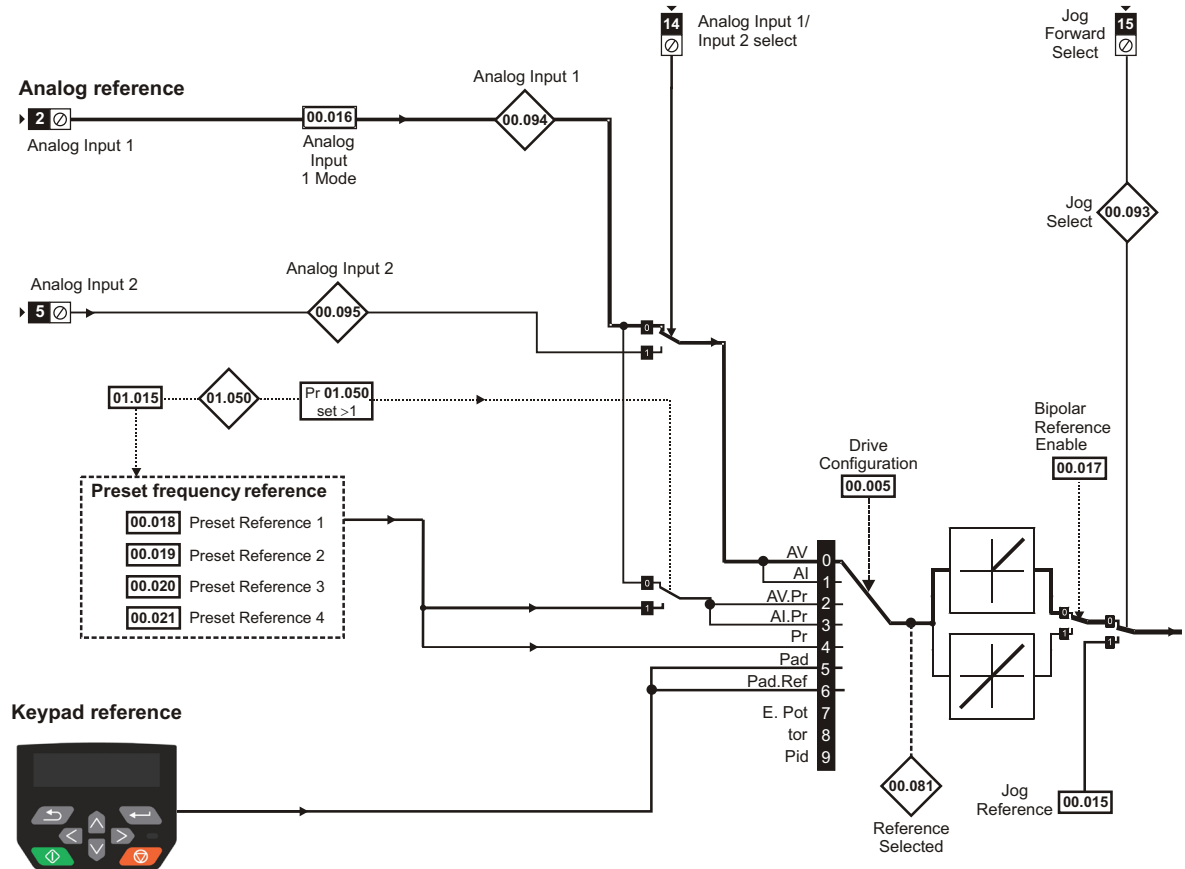 14
Analog Input 1/
Input 2 select
Jog
Forward
Select
15
Analog reference
2
Analog Input 1
00.016
Analog
Input
1 Mode
Analog Input 1
00.094
Jog
Select
00.093
Analog Input 2
5
Analog Input 2
00.095
0
1
01.015
01.050
Pr 01.050
set >1
Preset frequency reference
00.018 Preset Reference 1
00.019 Preset Reference 2
00.020 Preset Reference 3
00.021 Preset Reference 4
0
1
Drive
Configuration
00.005
Bipolar
Reference
Enable
00.017
AV 0
AI 1
AV.Pr 2
AI.Pr 3
Pr 4
Pad 5
Pad.Ref 6
E. Pot 7
tor 8
Pid 9
0
1
0
1
00.081
Reference
Selected
Jog
Reference
00.015
Keypad reference